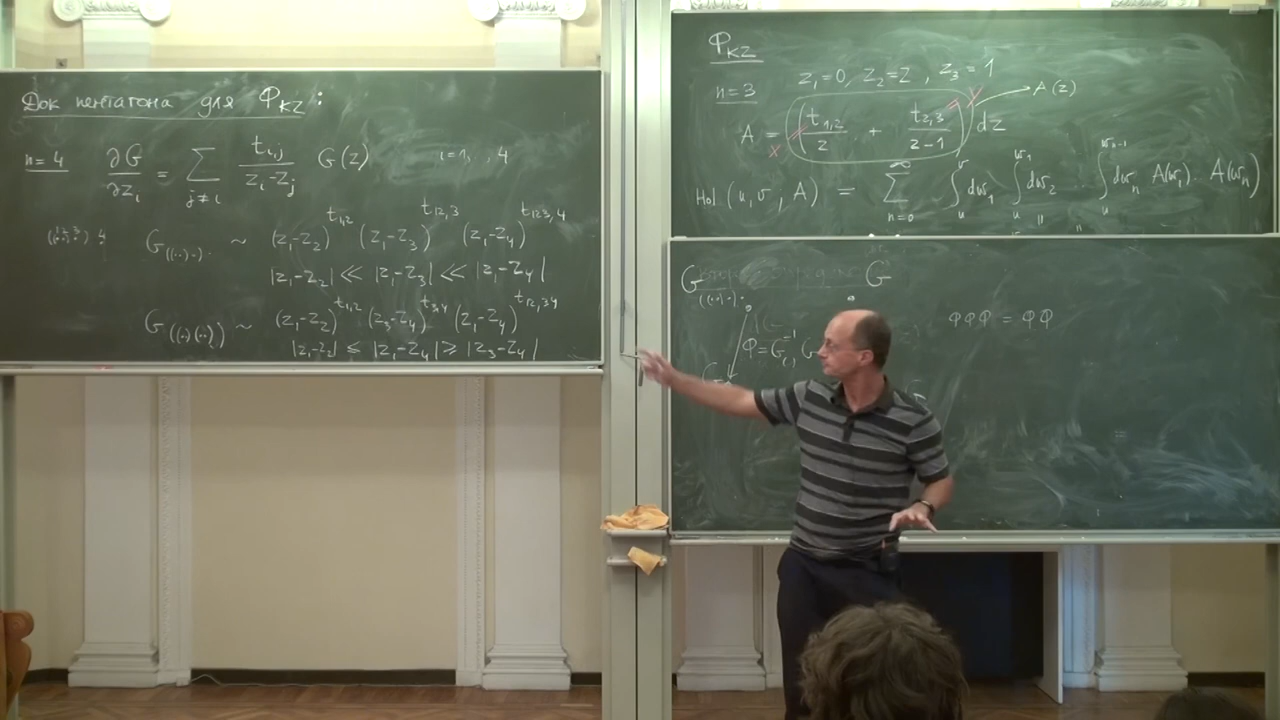 Док пентагона для Φ_KZ :
n=4 ∂G/∂z_i = Σ_{j≠i} t_{i,j}/(z_i-z_j) G(z) i=1, , 4
G_{((··)·)·} ~ (z_1-z_2)^{t_{1,2}} (z_1-z_3)^{t_{12,3}} (z_1-z_4)^{t_{123,4}}
|z_1-z_2| ≪ |z_1-z_3| ≪ |z_1-z_4|
G_{((··)(··))} ~ (z_1-z_2)^{t_{1,2}} (z_3-z_4)^{t_{3,4}} (z_1-z_4)^{t_{12,34}}
|z_1-z_2| ≤ |z_1-z_4| ≥ |z_3-z_4|
Φ_KZ
n=3 z_1=0, z_2=z, z_3=1
A = (t_{1,2}/z + t_{2,3}/(z-1)) dz → A(z)
Hol (u, v, A) = Σ_{n=0}^{∞} ∫_u^v dw_1 ∫_u^{w_1} dw_2 .. ∫_u^{w_{n-1}} dw_n A(w_1). A(w_n)
G_{((··)·)·} G
Φ=G^{-1} G
ΦΦΦ = ΦΦ